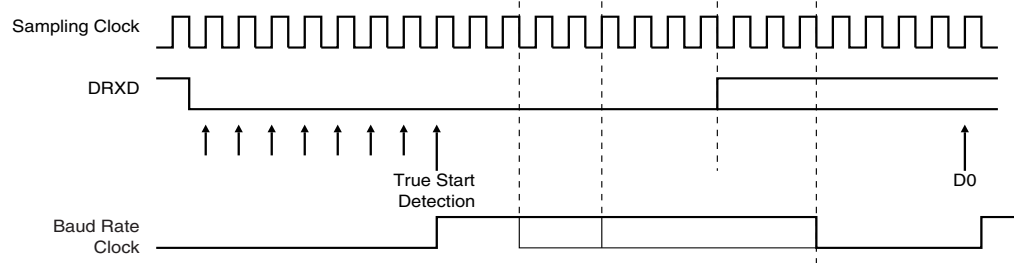 Sampling Clock
DRXD
True Start
Detection
D0
Baud Rate
Clock